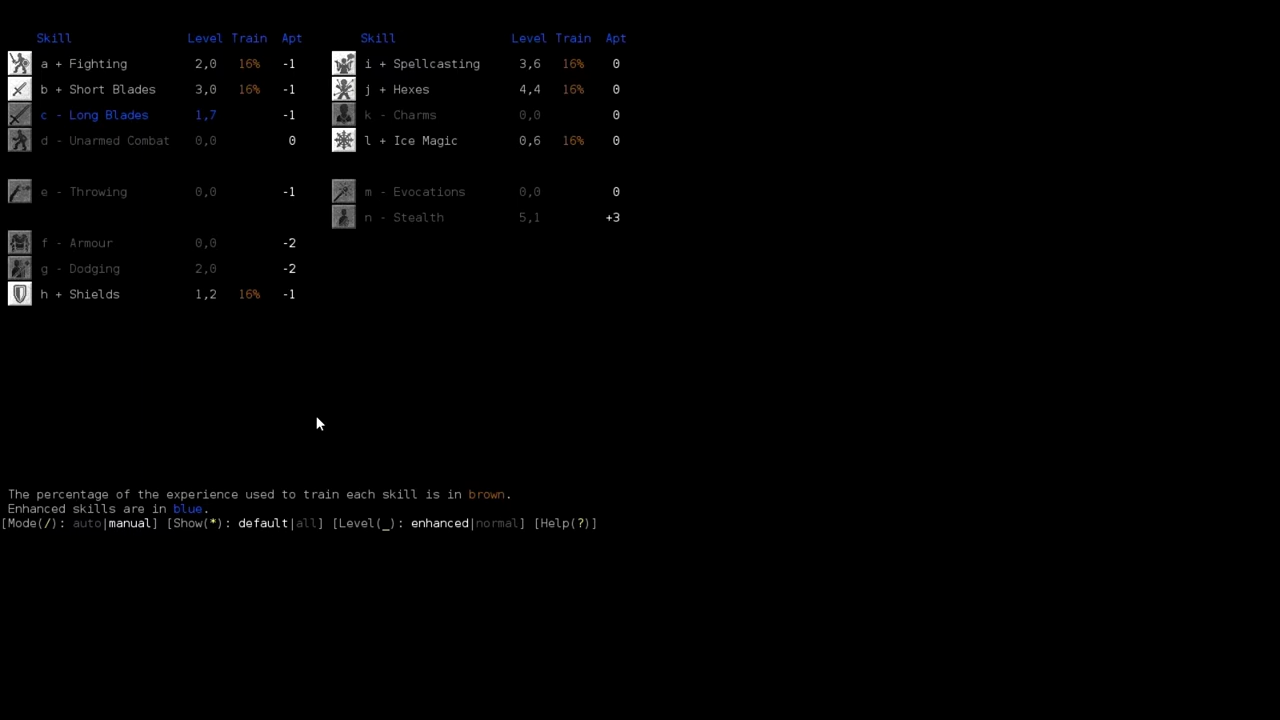 Skill Level Train Apt Skill Level Train Apt
a + Fighting 2,0 16% -1 i + Spellcasting 3,6 16% 0
b + Short Blades 3,0 16% -1 j + Hexes 4,4 16% 0
c - Long Blades 1,7 -1 k - Charms 0,0 0
d - Unarmed Combat 0,0 0 l + Ice Magic 0,6 16% 0
e - Throwing 0,0 -1 m - Evocations 0,0 0
n - Stealth 5,1 +3
f - Armour 0,0 -2
g - Dodging 2,0 -2
h + Shields 1,2 16% -1
The percentage of the experience used to train each skill is in brown.
Enhanced skills are in blue.
[Mode(/): auto|manual] [Show(*): default|all] [Level(_): enhanced|normal] [Help(?)]